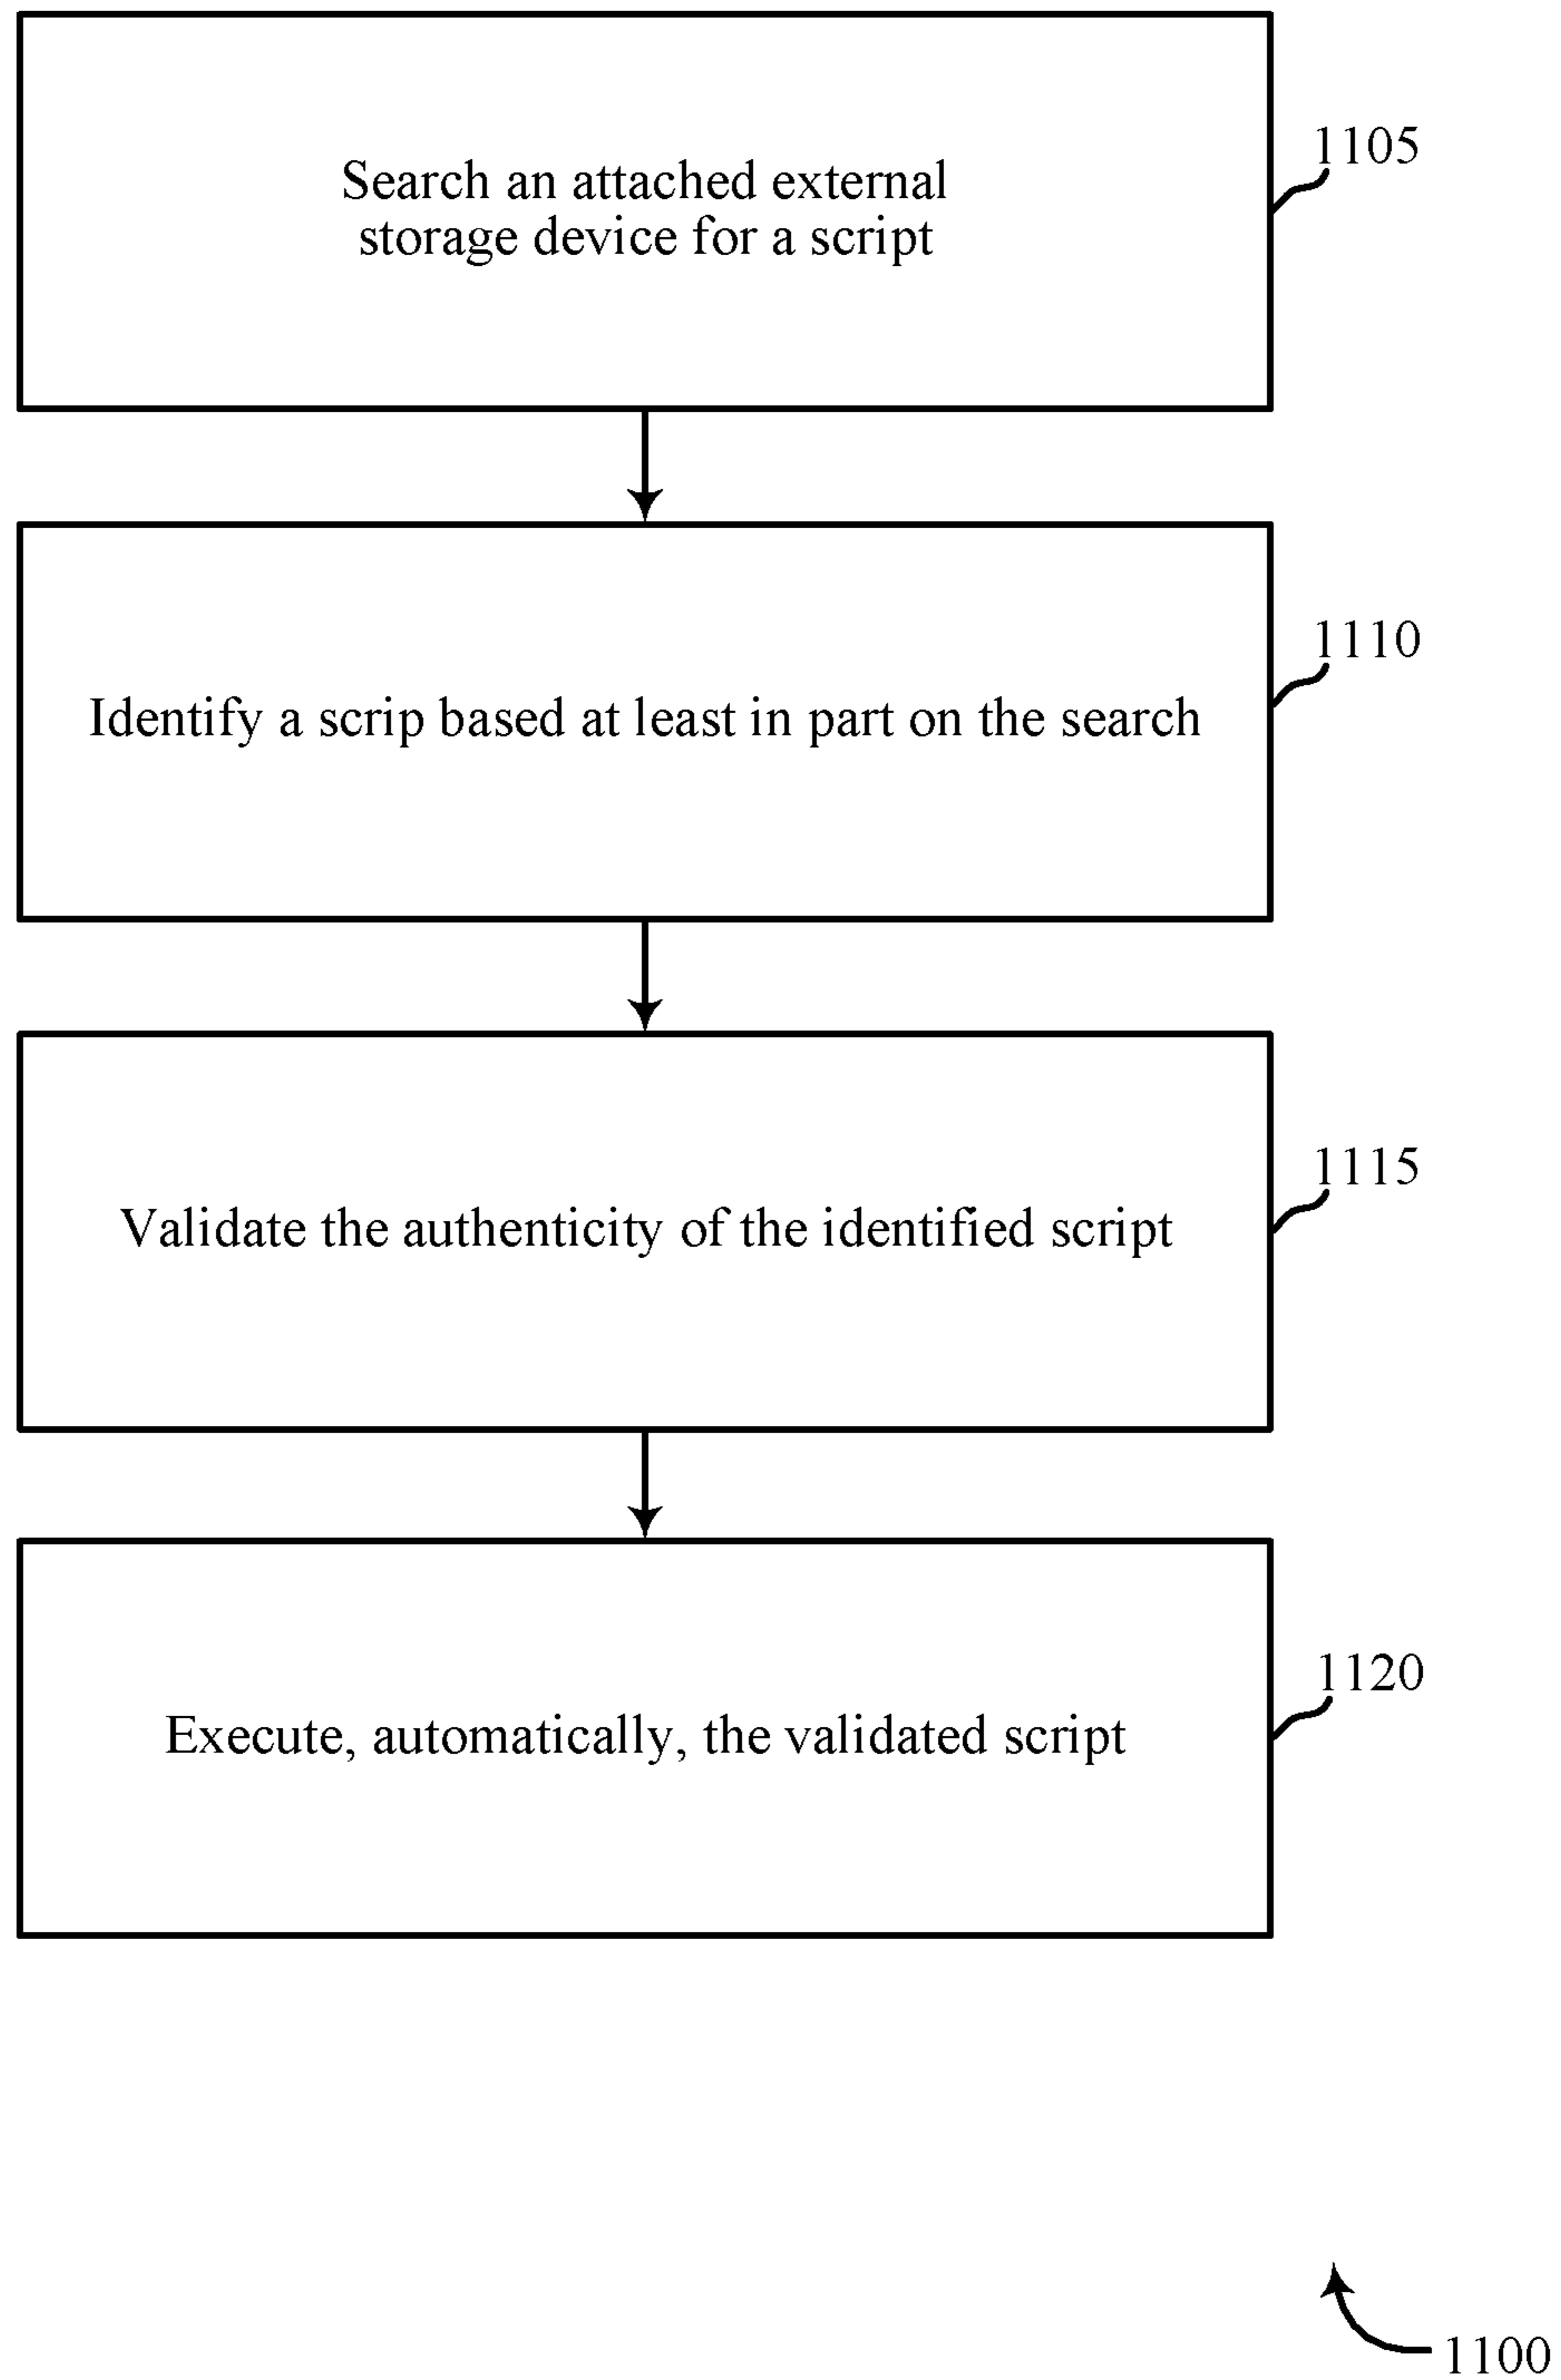 Search an attached external
storage device for a script
1105
Identify a scrip based at least in part on the search
1110
Validate the authenticity of the identified script
1115
Execute, automatically, the validated script
1120
1100